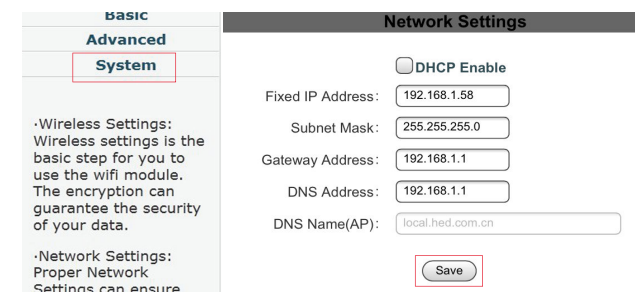 Basic
Advanced
System
·Wireless Settings:
Wireless settings is the
basic step for you to
use the wifi module.
The encryption can
guarantee the security
of your data.
·Network Settings:
Proper Network
Settings can ensure
Network Settings
DHCP Enable
Fixed IP Address: 192.168.1.58
Subnet Mask: 255.255.255.0
Gateway Address: 192.168.1.1
DNS Address: 192.168.1.1
DNS Name(AP): local.hed.com.cn
Save